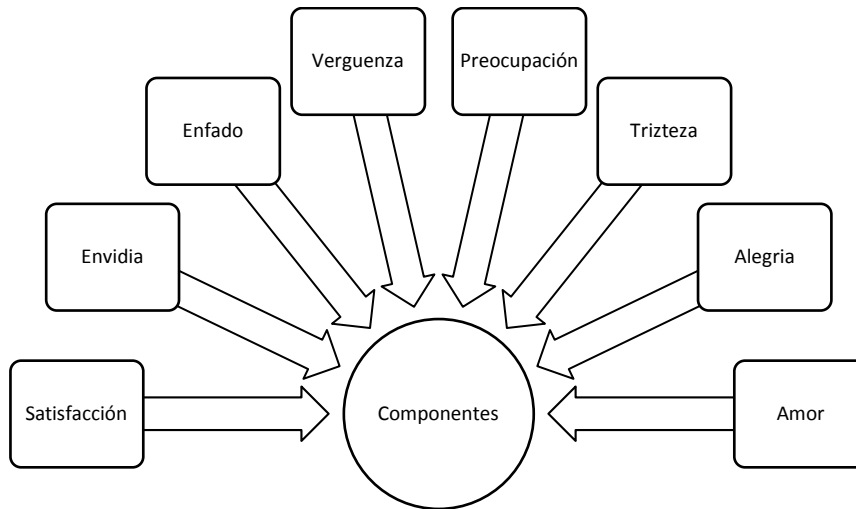 Verguenza
Preocupación
Enfado
Trizteza
Envidia
Alegria
Satisfacción
Componentes
Amor